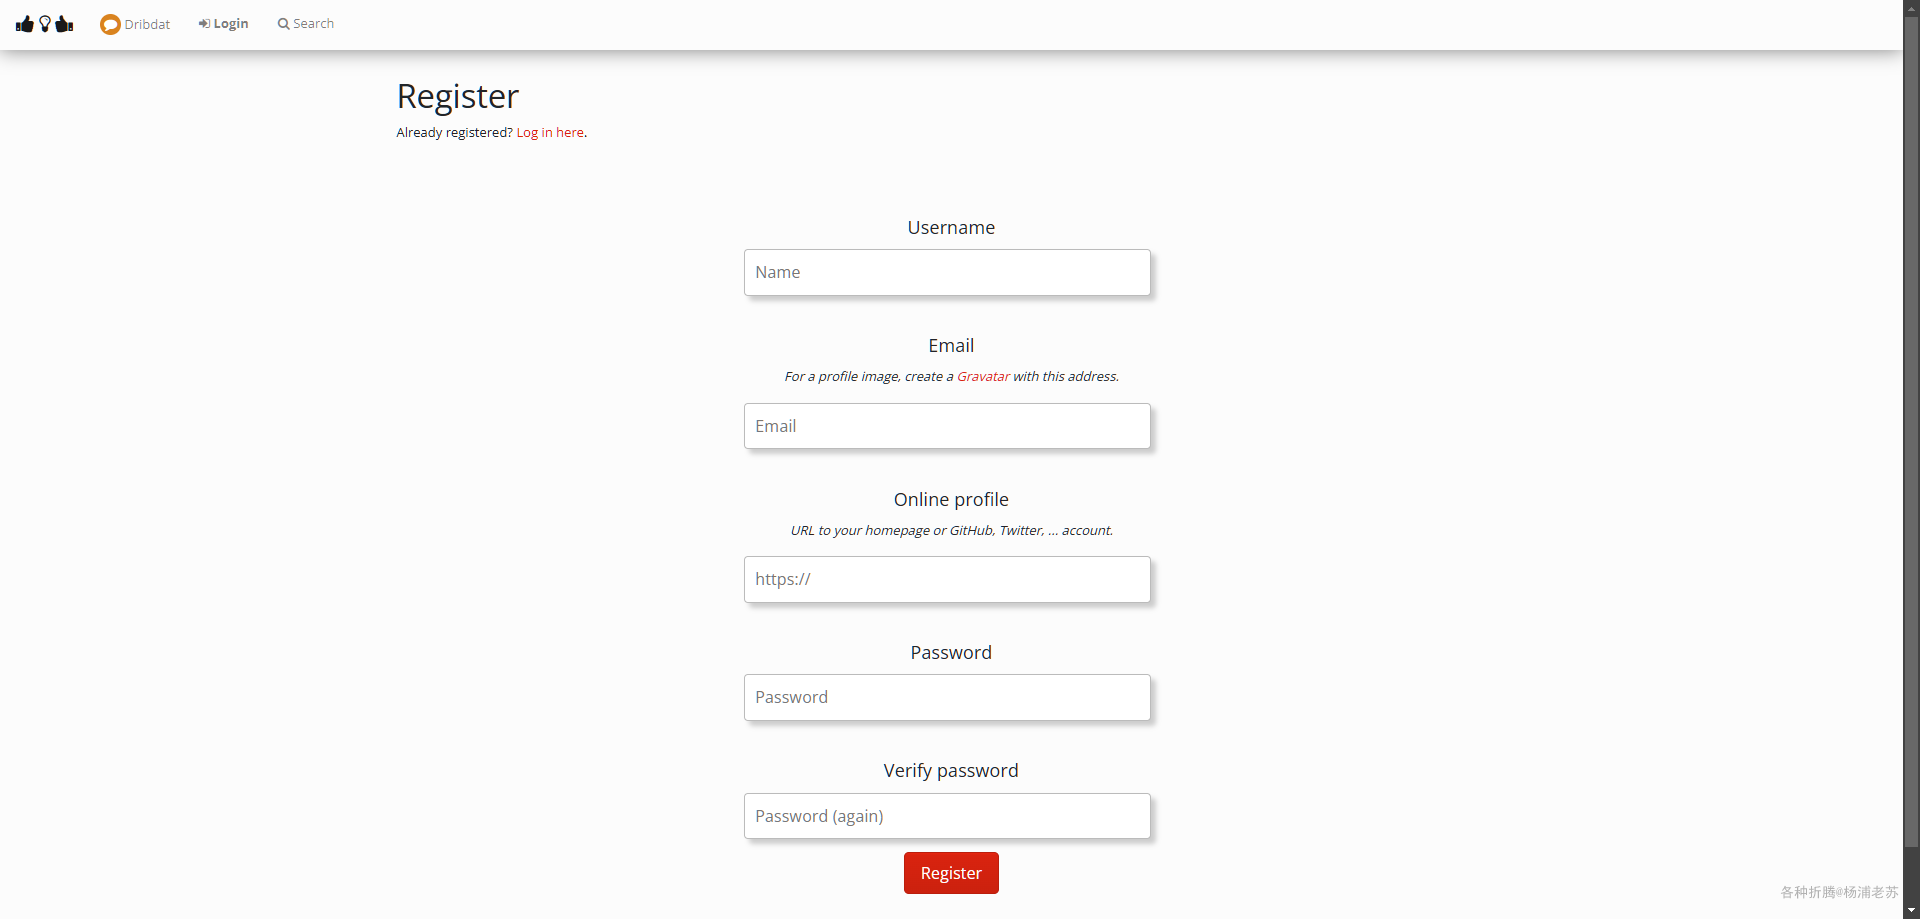 Dribdat Login Search
Register
Already registered? Log in here.
Username
Name
Email
For a profile image, create a Gravatar with this address.
Email
Online profile
URL to your homepage or GitHub, Twitter, ... account.
https://
Password
Password
Verify password
Password (again)
Register
各种折腾@杨浦老苏